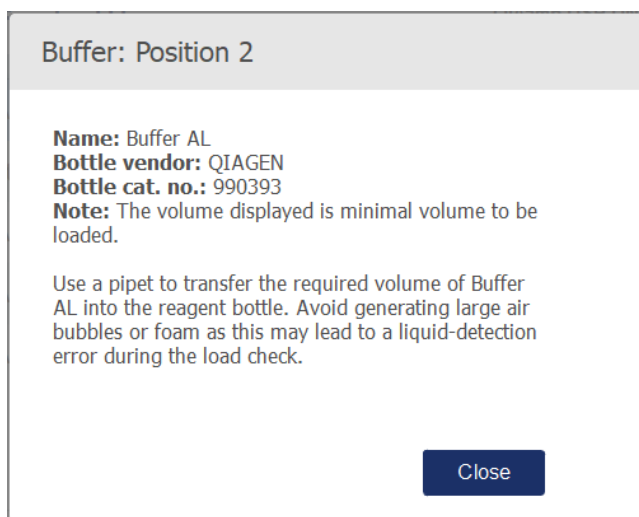 Buffer: Position 2
Name: Buffer AL
Bottle vendor: QIAGEN
Bottle cat. no.: 990393
Note: The volume displayed is minimal volume to be
loaded.
Use a pipet to transfer the required volume of Buffer
AL into the reagent bottle. Avoid generating large air
bubbles or foam as this may lead to a liquid-detection
error during the load check.
Close